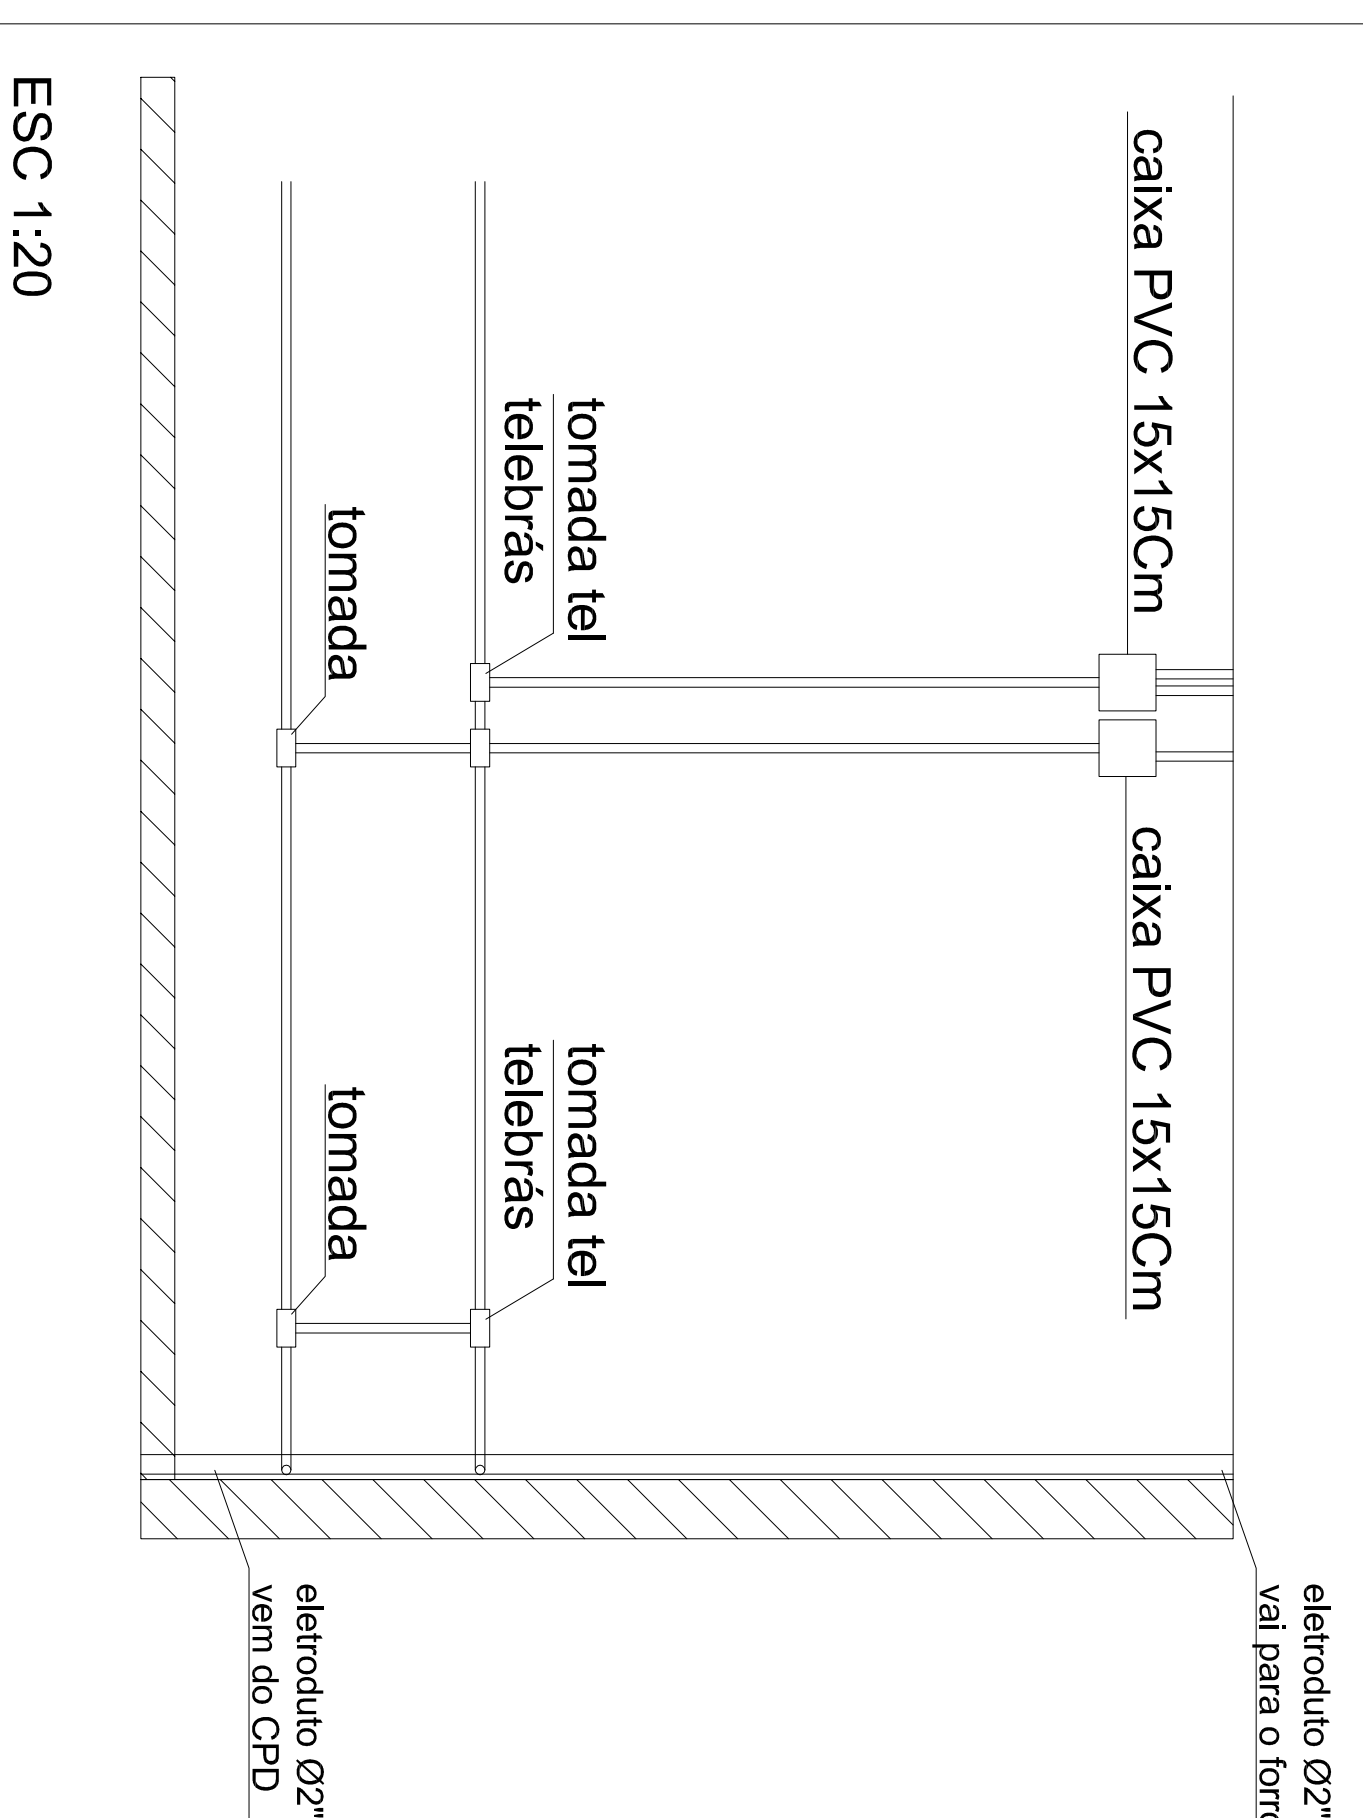 eletroduto Ø2"
vai para o forro
caixa PVC 15x15Cm
caixa PVC 15x15Cm
tomada tel
telebrás
tomada tel
telebrás
tomada
tomada
eletroduto Ø2"
vem do CPD
ESC 1:20